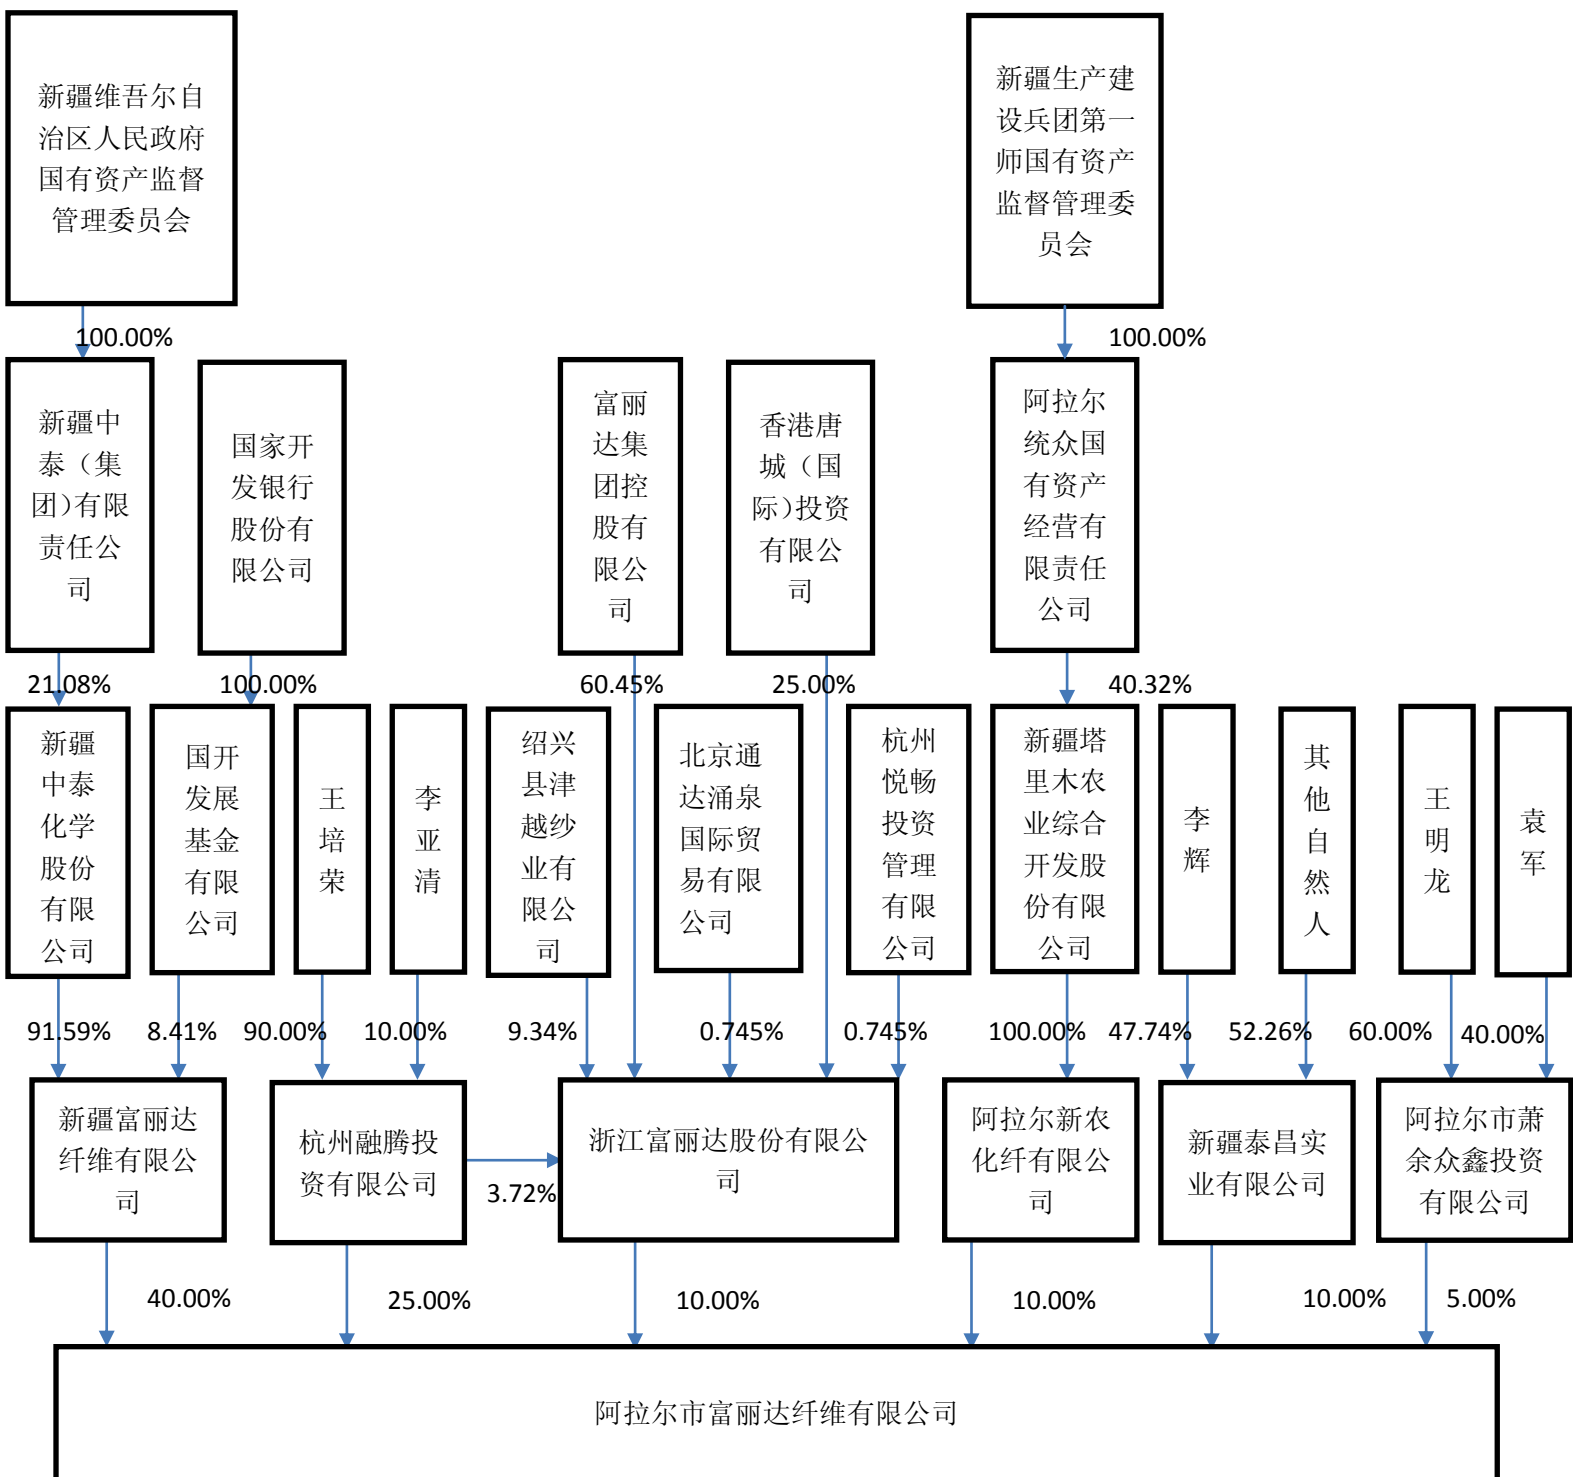 新疆维吾尔自
治区人民政府
国有资产监督
管理委员会
新疆生产建
设兵团第一
师国有资产
监督管理委
员会
100.00%
100.00%
新疆中
泰（集
团）有限
责任公
司
国家开
发银行
股份有
限公司
富丽
达集
团控
股有
限公
司
香港唐
城（国
际）投资
有限公
司
阿拉尔
统众国
有资产
经营有
限责任
公司
21.08%
100.00%
60.45%
25.00%
40.32%
新疆
中泰
化学
股份
有限
公司
国开
发展
基金
有限
公司
王
培
荣
李
亚
清
绍兴
县津
越纱
业有
限公
司
北京通
达涌泉
国际贸
易有限
公司
杭州
悦畅
投资
管理
有限
公司
新疆塔
里木农
业综合
开发股
份有限
公司
李
辉
其
他
自
然
人
王
明
龙
袁
军
91.59%
8.41%
90.00%
10.00%
9.34%
0.745%
0.745%
100.00%
47.74%
52.26%
60.00%
40.00%
新疆富丽达
纤维有限公
司
杭州融腾投
资有限公司
3.72%
浙江富丽达股份有限公
司
阿拉尔新农
化纤有限公
司
新疆泰昌实
业有限公司
阿拉尔市萧
余众鑫投资
有限公司
40.00%
25.00%
10.00%
10.00%
10.00%
5.00%
阿拉尔市富丽达纤维有限公司